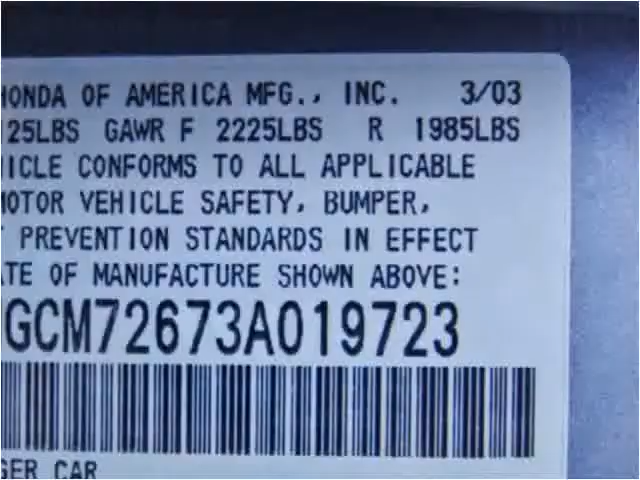 HONDA OF AMERICA MFG., INC. 3/03
125LBS GAWR F 2225LBS R 1985LBS
ICLE CONFORMS TO ALL APPLICABLE
MOTOR VEHICLE SAFETY, BUMPER,
T PREVENTION STANDARDS IN EFFECT
ATE OF MANUFACTURE SHOWN ABOVE:
GCM72673A019723
GER CAR